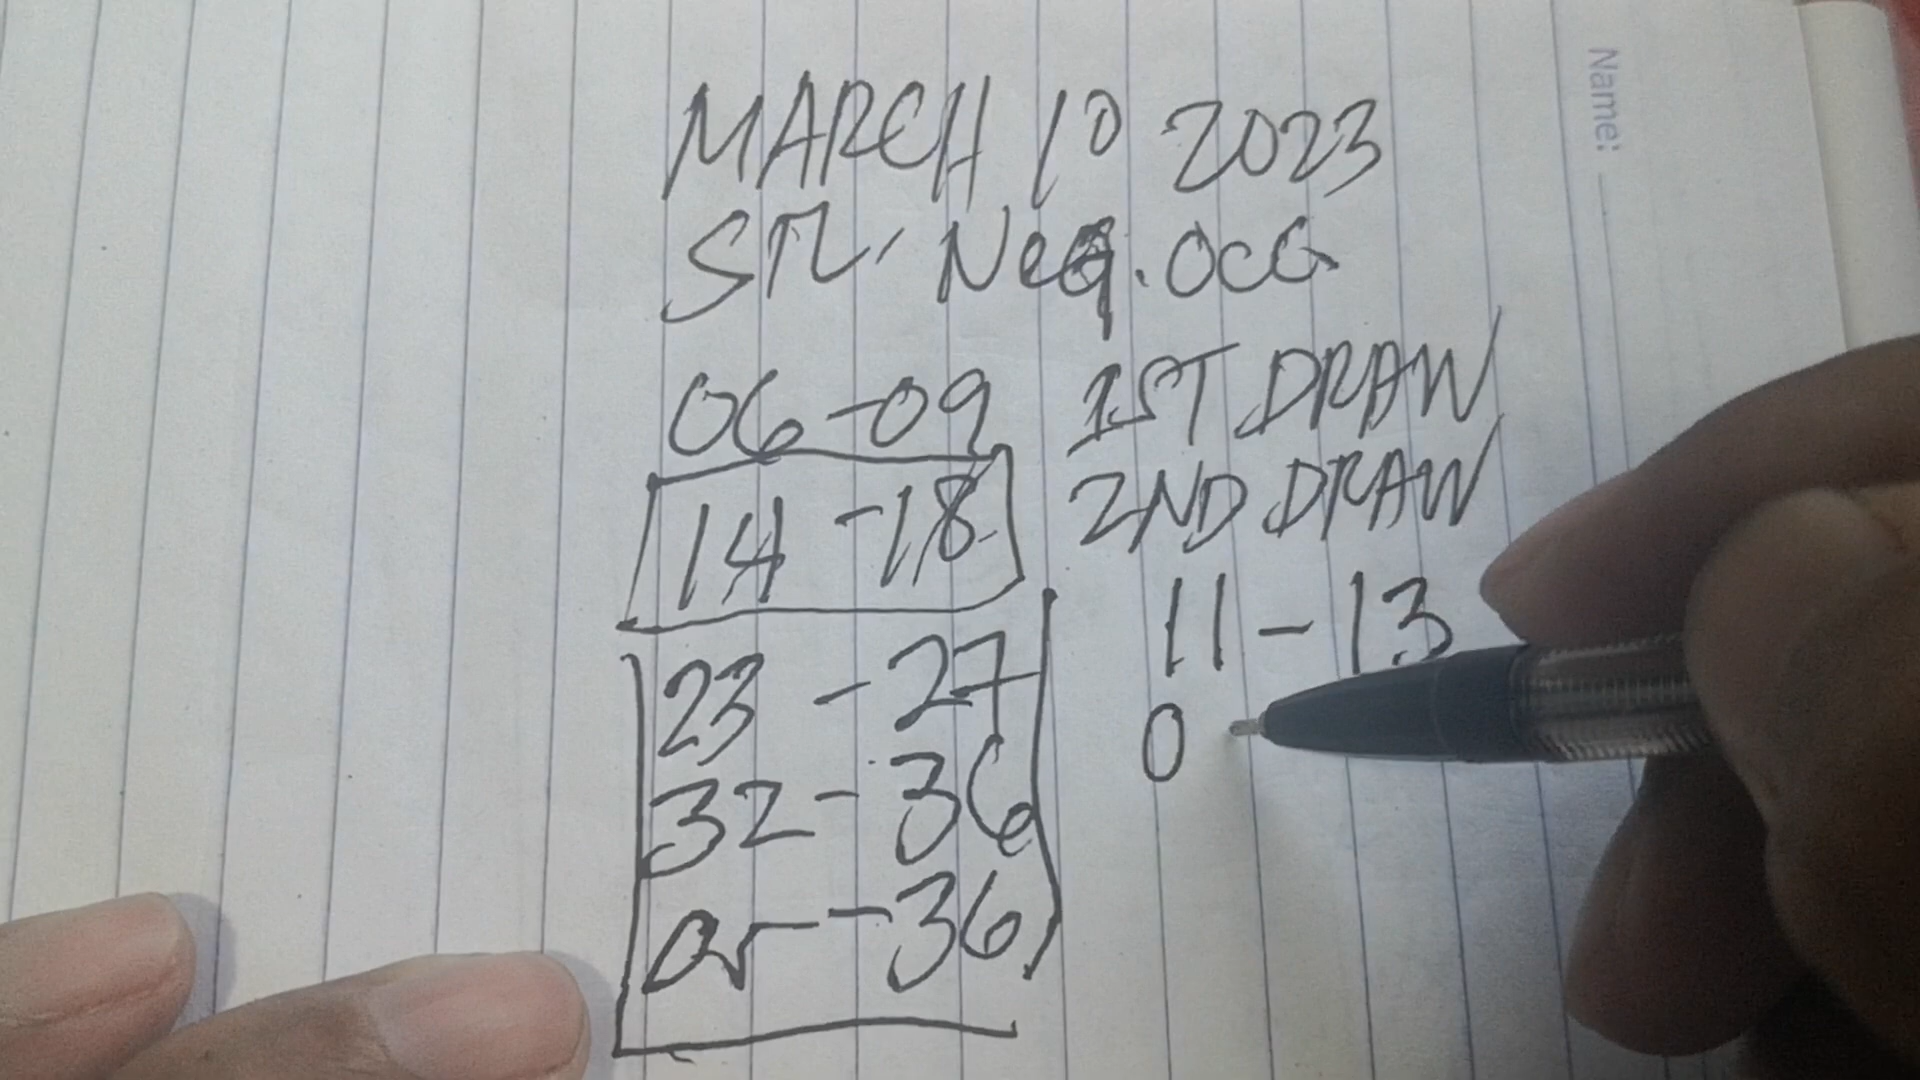 MARCH 10 2023
STL. Neg. Occ
06-09 1ST DRAW
14-18 2ND DRAW
11-13
23-27
0
32-36
05-36
Name: